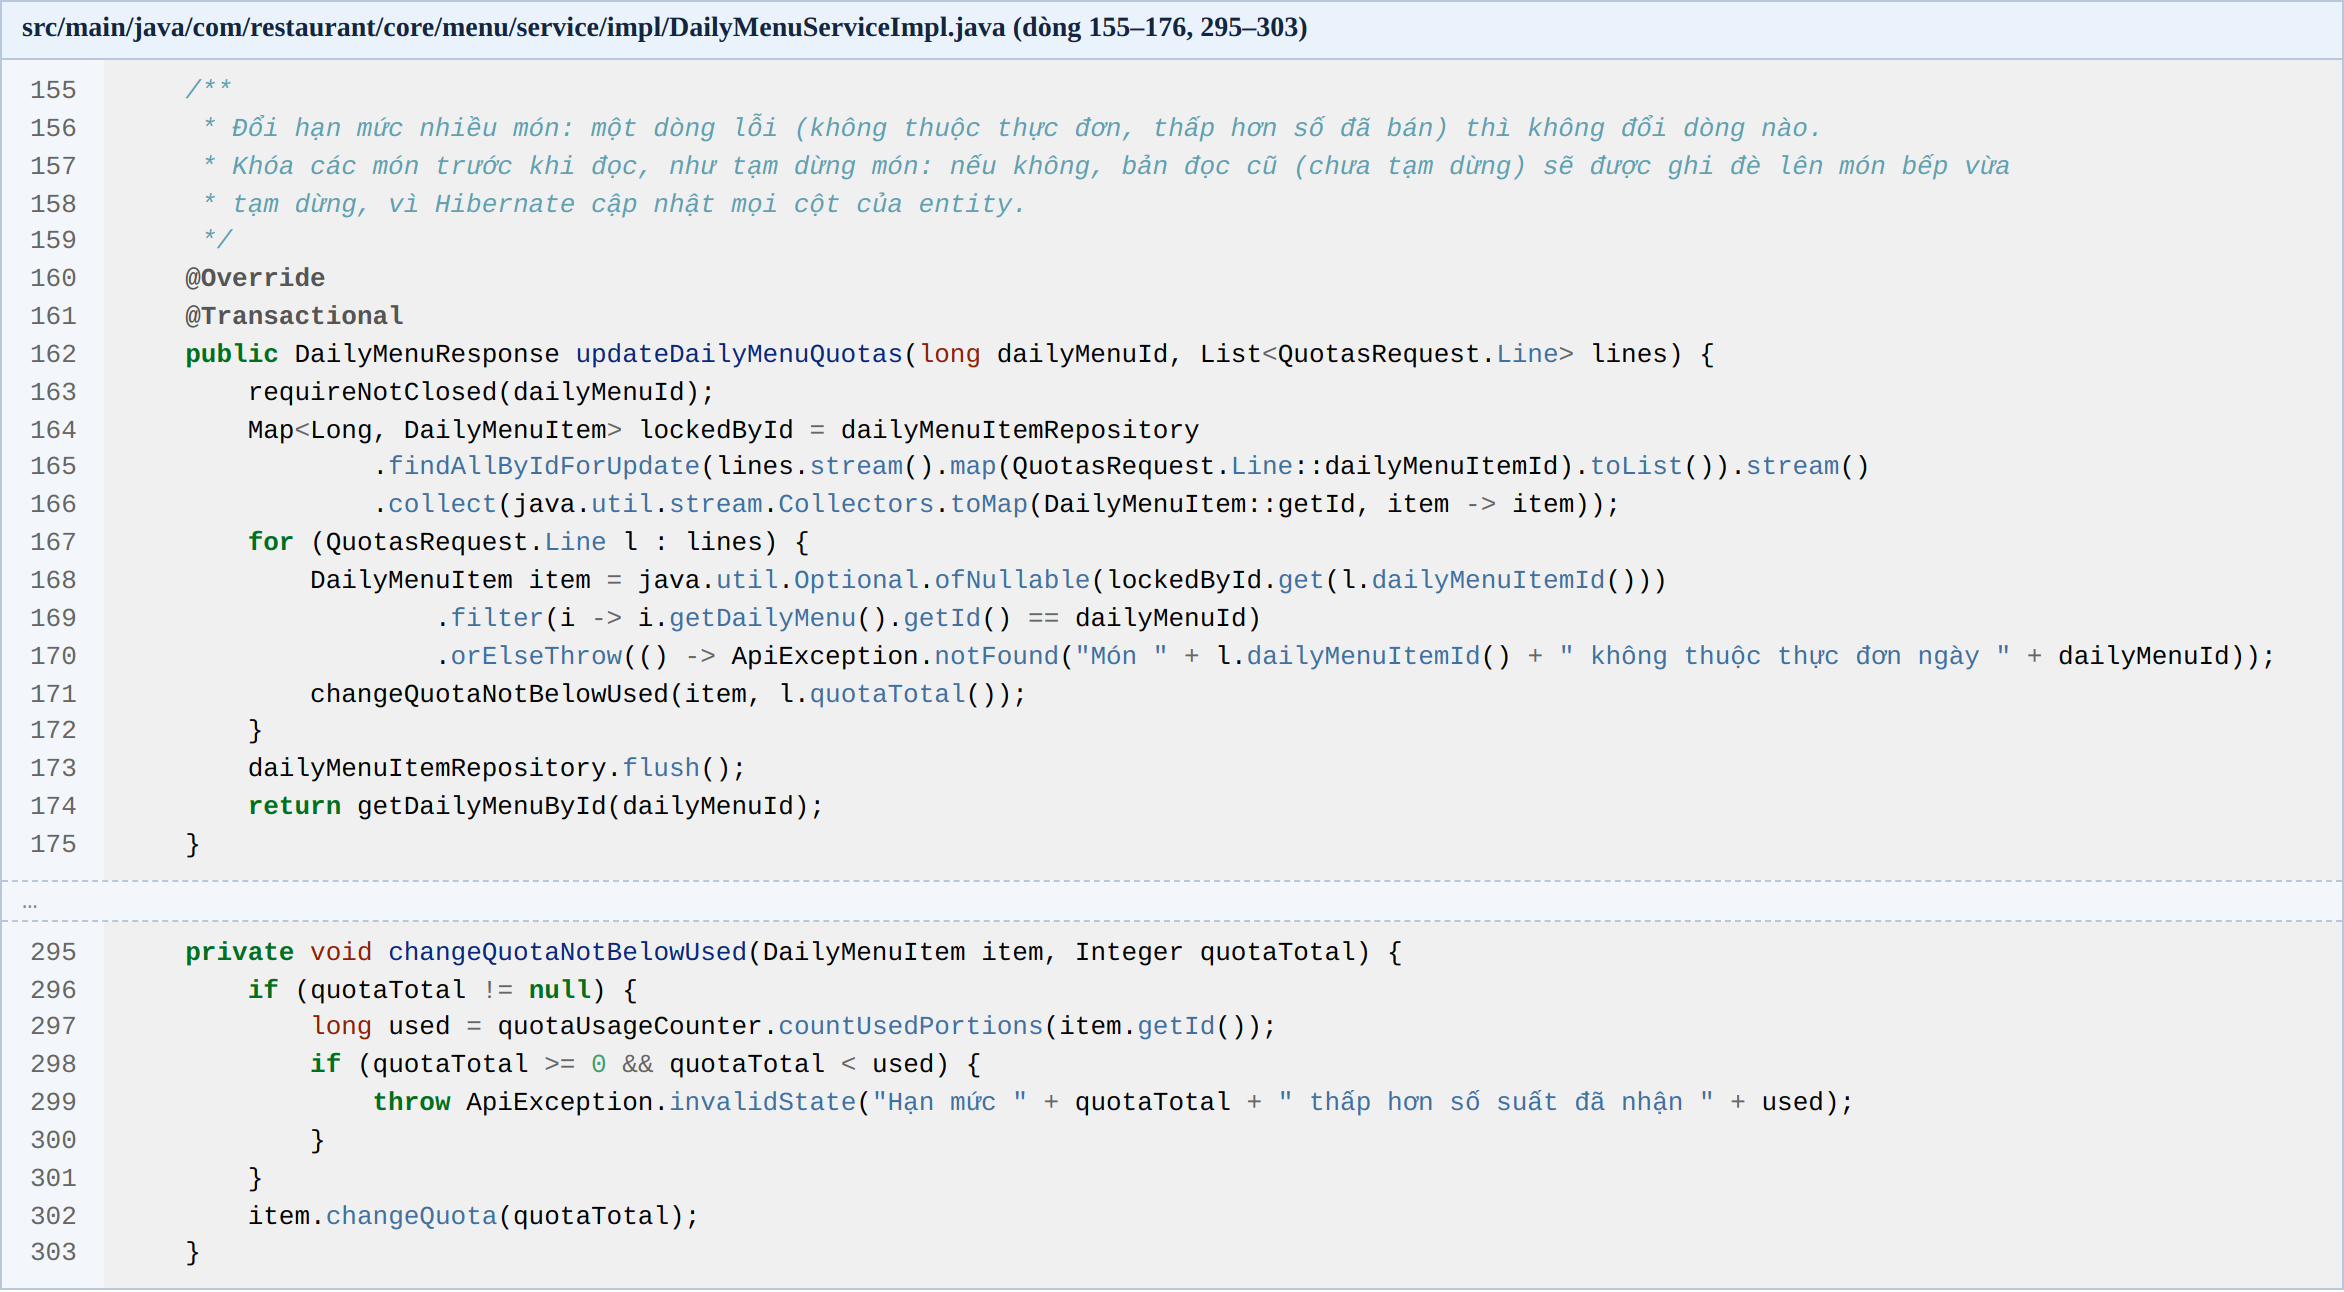 src/main/java/com/restaurant/core/menu/service/impl/DailyMenuServiceImpl.java (dòng 155–176, 295–303)
155     /**
156      * Đổi hạn mức nhiều món: một dòng lỗi (không thuộc thực đơn, thấp hơn số đã bán) thì không đổi dòng nào.
157      * Khóa các món trước khi đọc, như tạm dừng món: nếu không, bản đọc cũ (chưa tạm dừng) sẽ được ghi đè lên món bếp vừa
158      * tạm dừng, vì Hibernate cập nhật mọi cột của entity.
159      */
160     @Override
161     @Transactional
162     public DailyMenuResponse updateDailyMenuQuotas(long dailyMenuId, List<QuotasRequest.Line> lines) {
163         requireNotClosed(dailyMenuId);
164         Map<Long, DailyMenuItem> lockedById = dailyMenuItemRepository
165                 .findAllByIdForUpdate(lines.stream().map(QuotasRequest.Line::dailyMenuItemId).toList()).stream()
166                 .collect(java.util.stream.Collectors.toMap(DailyMenuItem::getId, item -> item));
167         for (QuotasRequest.Line l : lines) {
168             DailyMenuItem item = java.util.Optional.ofNullable(lockedById.get(l.dailyMenuItemId()))
169                     .filter(i -> i.getDailyMenu().getId() == dailyMenuId)
170                     .orElseThrow(() -> ApiException.notFound("Món " + l.dailyMenuItemId() + " không thuộc thực đơn ngày " + dailyMenuId));
171             changeQuotaNotBelowUsed(item, l.quotaTotal());
172         }
173         dailyMenuItemRepository.flush();
174         return getDailyMenuById(dailyMenuId);
175     }
…
295     private void changeQuotaNotBelowUsed(DailyMenuItem item, Integer quotaTotal) {
296         if (quotaTotal != null) {
297             long used = quotaUsageCounter.countUsedPortions(item.getId());
298             if (quotaTotal >= 0 && quotaTotal < used) {
299                 throw ApiException.invalidState("Hạn mức " + quotaTotal + " thấp hơn số suất đã nhận " + used);
300             }
301         }
302         item.changeQuota(quotaTotal);
303     }